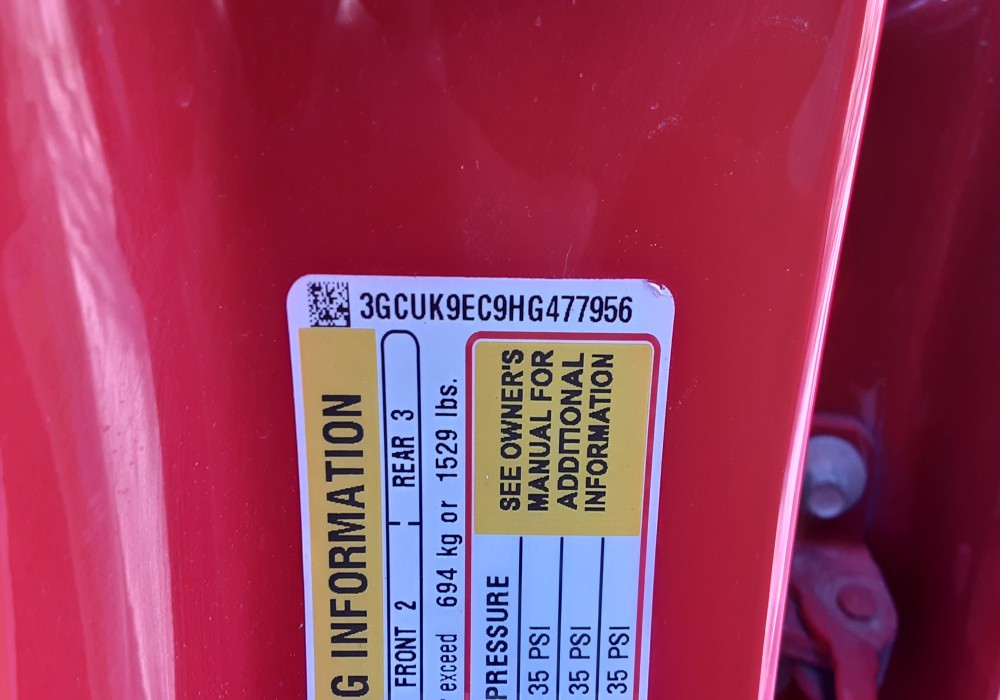 3GCUK9EC9HG477956
G INFORMATION
FRONT 2 REAR 3
exceed 694 kg or 1529 lbs.
PRESSURE
35 PSI
35 PSI
35 PSI
SEE OWNER'S
MANUAL FOR
ADDITIONAL
INFORMATION